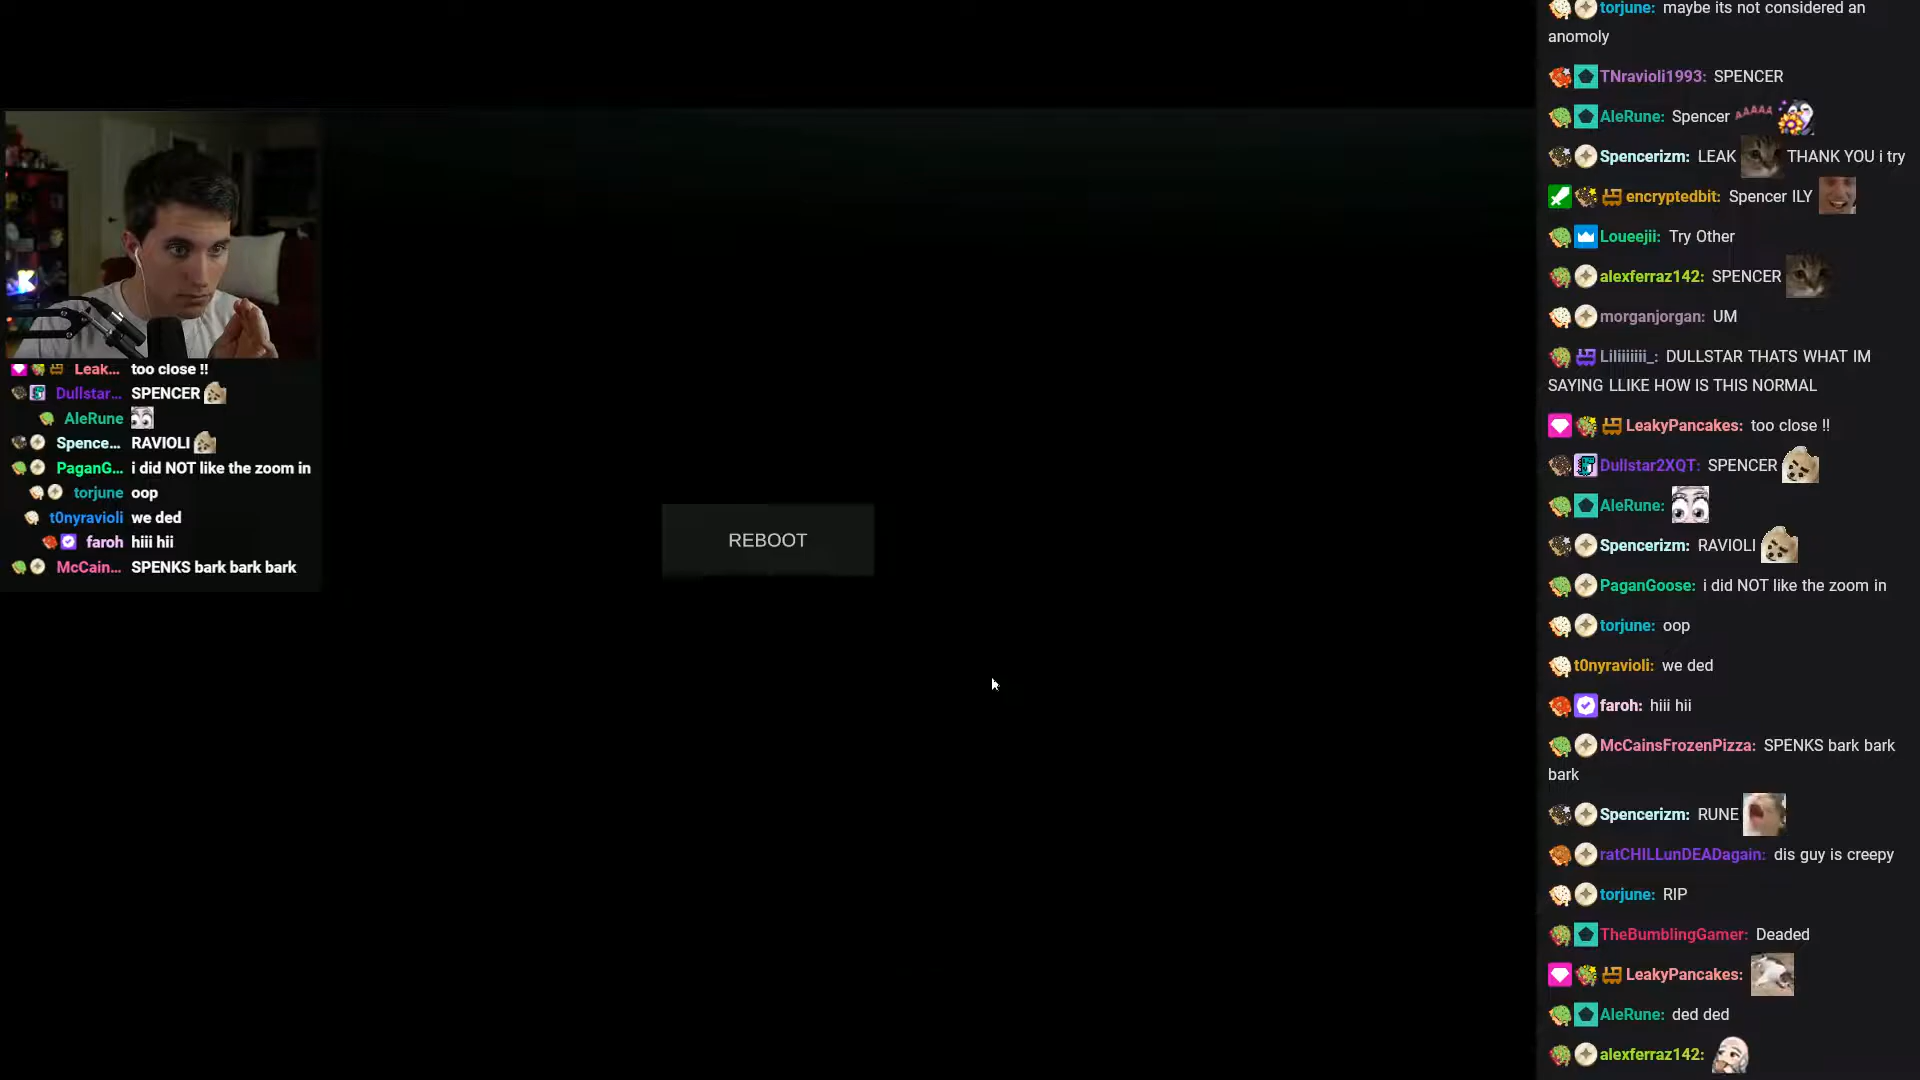 Leak... too close !!
Dullstar... SPENCER
AleRune
Spence... RAVIOLI
PaganG... i did NOT like the zoom in
torjune oop
t0nyravioli we ded
faroh hiii hii
McCain... SPENKS bark bark bark
REBOOT
torjune: maybe its not considered an
anomoly
TNravioli1993: SPENCER
AleRune: Spencer AAAAA
Spencerizm: LEAK THANK YOU i try
encryptedbit: Spencer ILY
Loueejii: Try Other
alexferraz142: SPENCER
morganjorgan: UM
Liliiiiiii_: DULLSTAR THATS WHAT IM
SAYING LLIKE HOW IS THIS NORMAL
LeakyPancakes: too close !!
Dullstar2XQT: SPENCER
AleRune:
Spencerizm: RAVIOLI
PaganGoose: i did NOT like the zoom in
torjune: oop
t0nyravioli: we ded
faroh: hiii hii
McCainsFrozenPizza: SPENKS bark bark
bark
Spencerizm: RUNE
ratCHILLunDEADagain: dis guy is creepy
torjune: RIP
TheBumblingGamer: Deaded
LeakyPancakes:
AleRune: ded ded
alexferraz142: